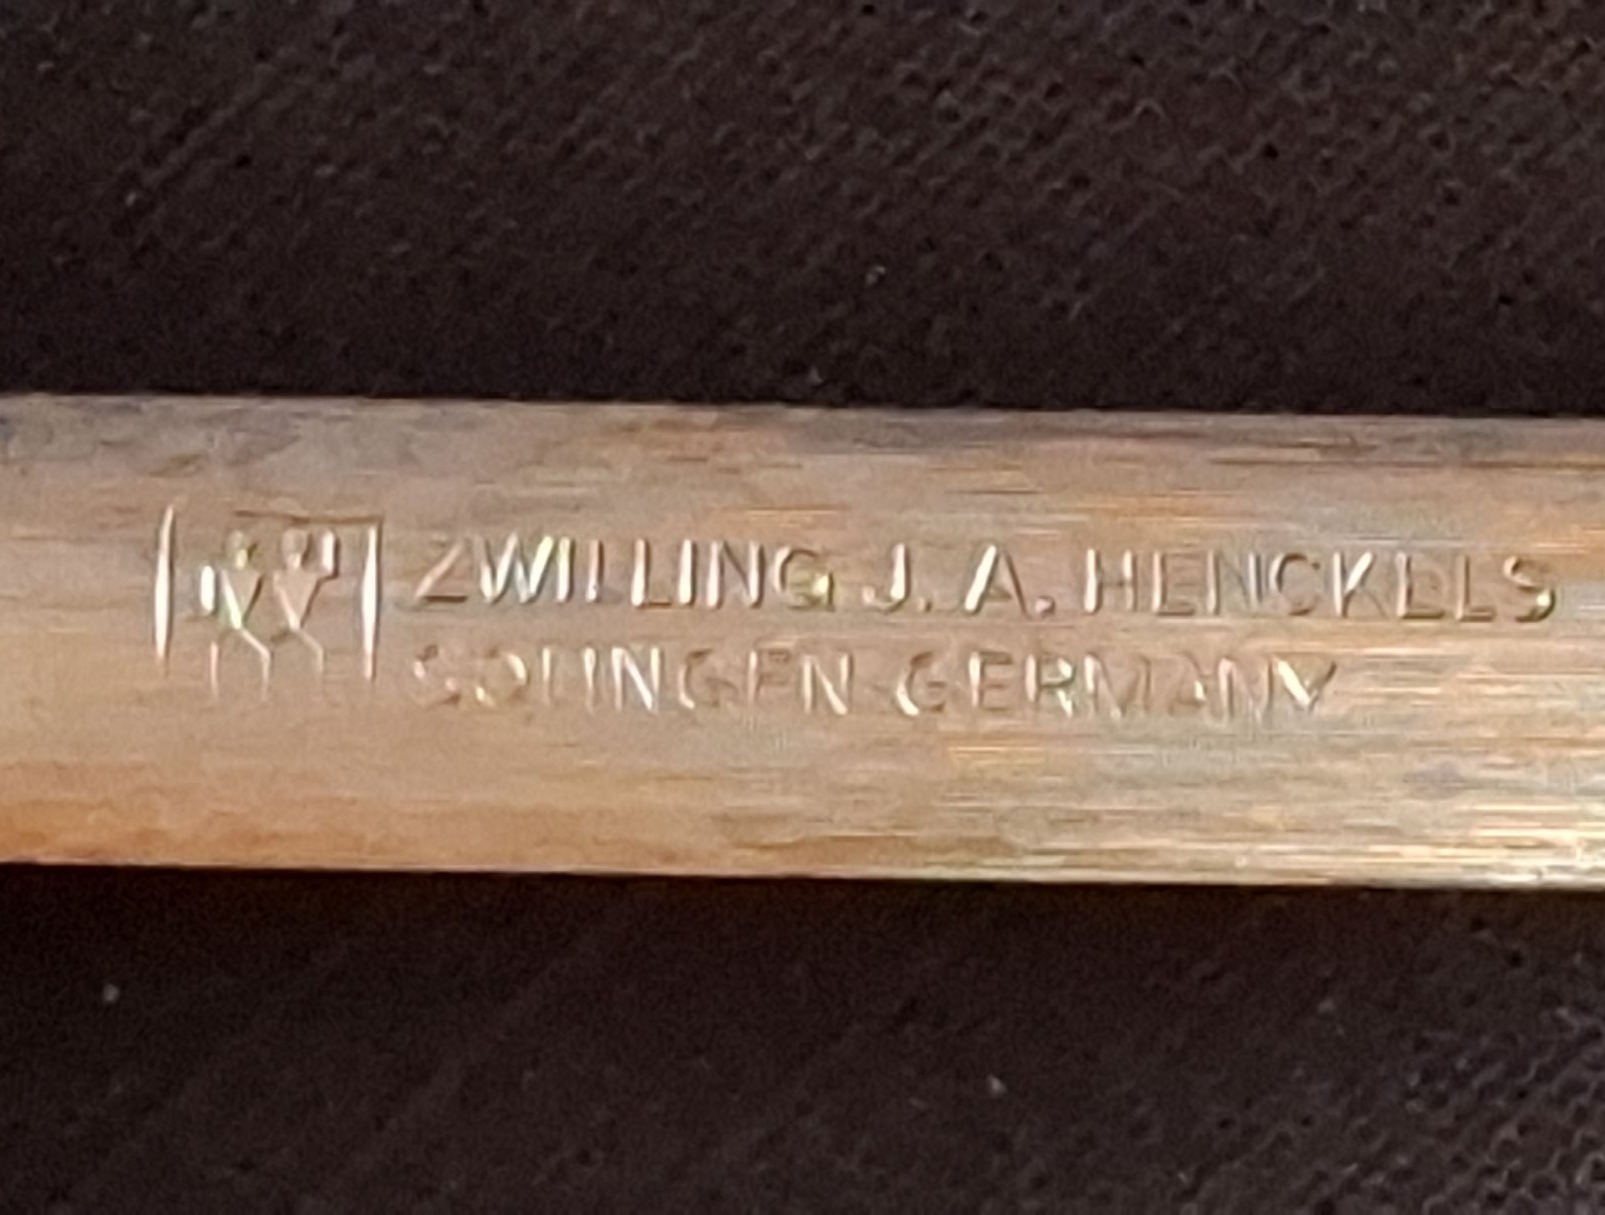 ZWILLING J. A. HENCKELS
SOLINGEN GERMANY